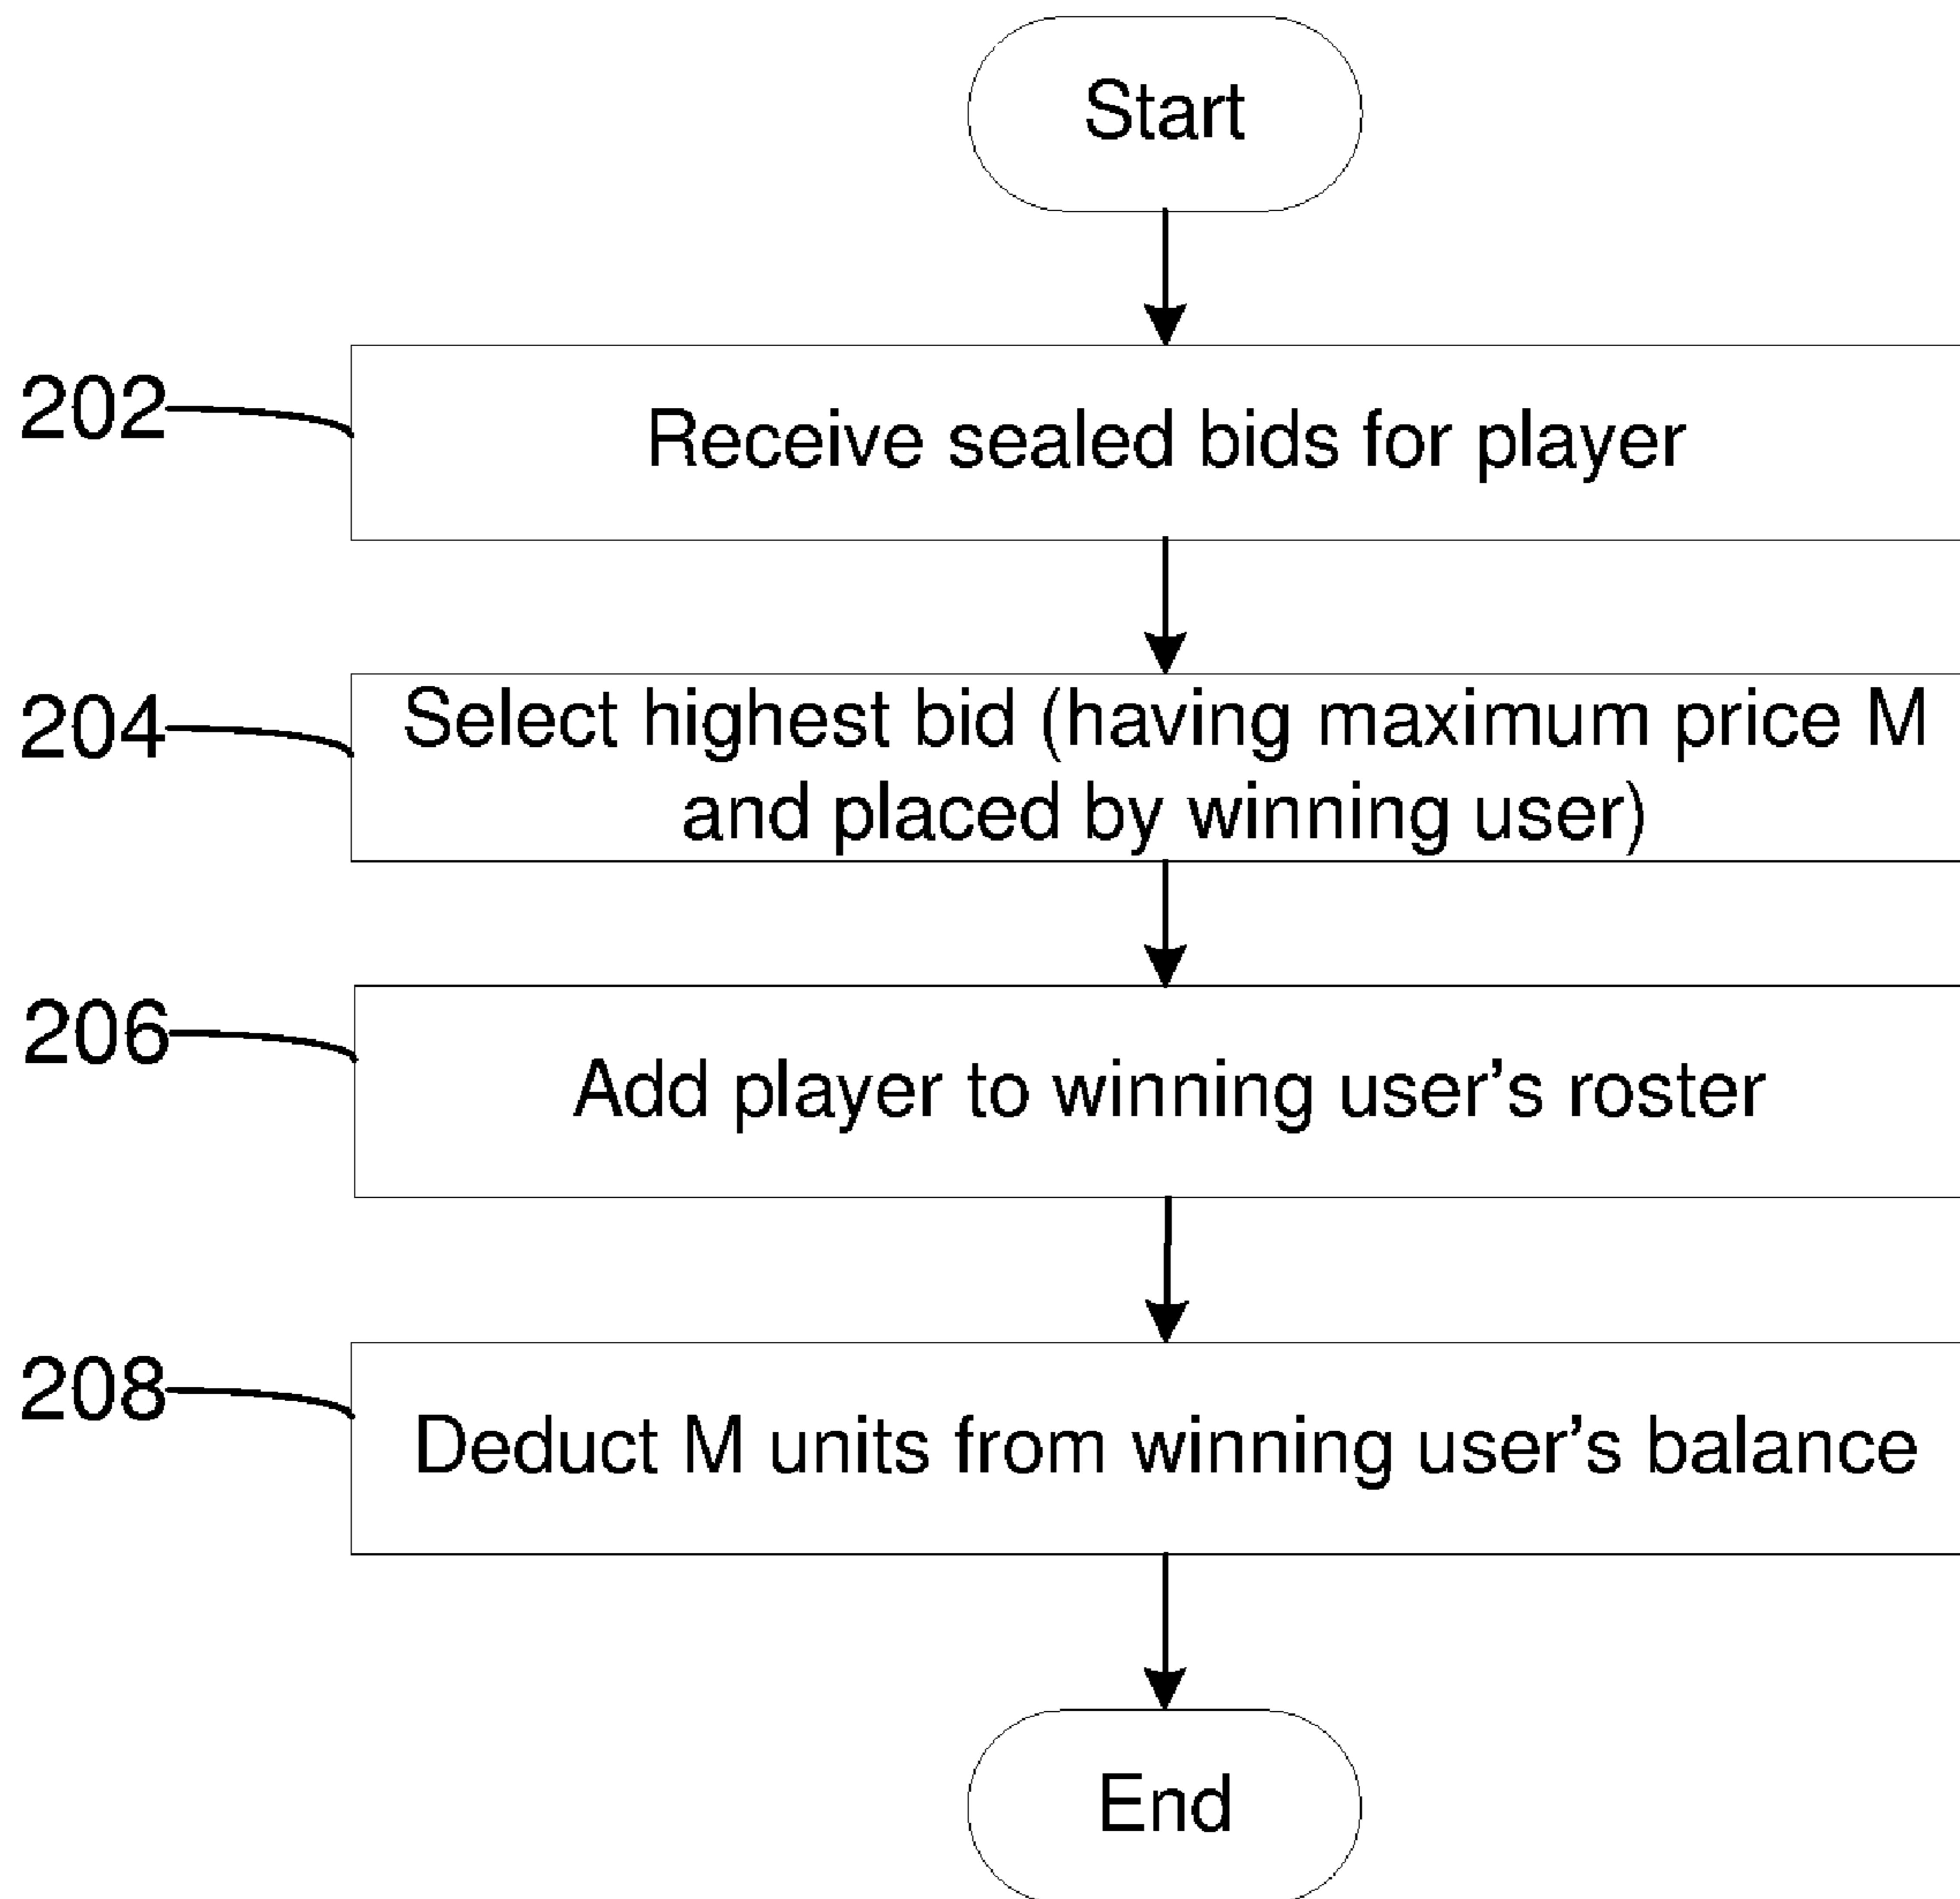 Start
202
Receive sealed bids for player
204
Select highest bid (having maximum price M
and placed by winning user)
206
Add player to winning user’s roster
208
Deduct M units from winning user’s balance
End